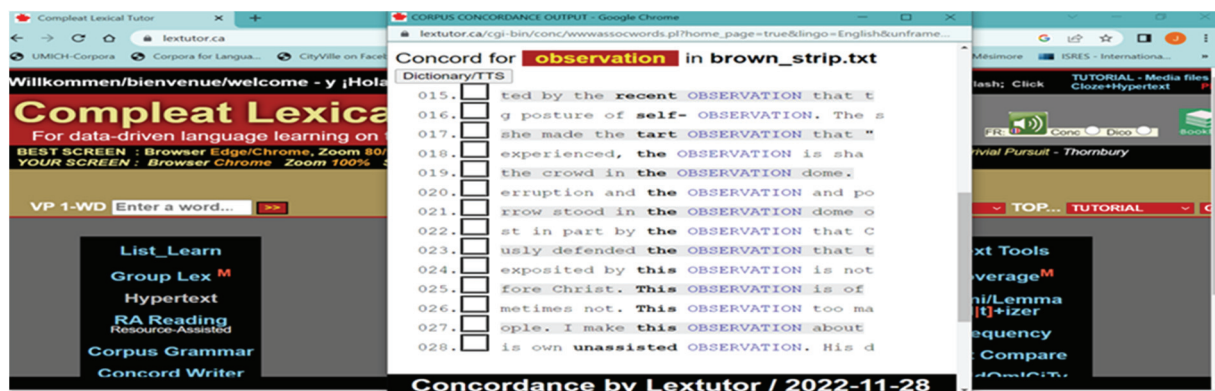 Compleat Lexical Tutor
lextutor.ca
UMICH-Corpora Corpora for Langua... CityVille on
Willkommen/bienvenue/welcome - y ¡Hola
Compleat Lexica
For data-driven language learning on
BEST SCREEN : Browser Edge/Chrome, Zoom 80/
YOUR SCREEN : Browser Chrome Zoom 100%
VP 1-WD Enter a word... >>
List_Learn
Group Lex M
Hypertext
RA Reading
Resource-Assisted
Corpus Grammar
Concord Writer
CORPUS CONCORDANCE OUTPUT - Google Chrome
lextutor.ca/cgi-bin/conc/wwwassocwords.pl?home_page=true&lingo=English&unframe...
Concord for observation in brown_strip.txt
Dictionary/TTS
015. ted by the recent OBSERVATION that t
016. g posture of self- OBSERVATION. The s
017. she made the tart OBSERVATION that "
018. experienced, the OBSERVATION is sha
019. the crowd in the OBSERVATION dome.
020. erruption and the OBSERVATION and po
021. rrow stood in the OBSERVATION dome o
022. st in part by the OBSERVATION that C
023. usly defended the OBSERVATION that t
024. exposited by this OBSERVATION is not
025. fore Christ. This OBSERVATION is of
026. metimes not. This OBSERVATION too ma
027. ople. I make this OBSERVATION about
028. is own unassisted OBSERVATION. His d
Concordance by Lextutor / 2022-11-28
Mésimore ISRES - Internationa...
lash; Click TUTORIAL - Media files
Cloze+Hypertext
FR: Conc Dico
ivial Pursuit - Thornbury
TOP... TUTORIAL
xt Tools
verage M
ni/Lemma
[t]+izer
equency
Compare